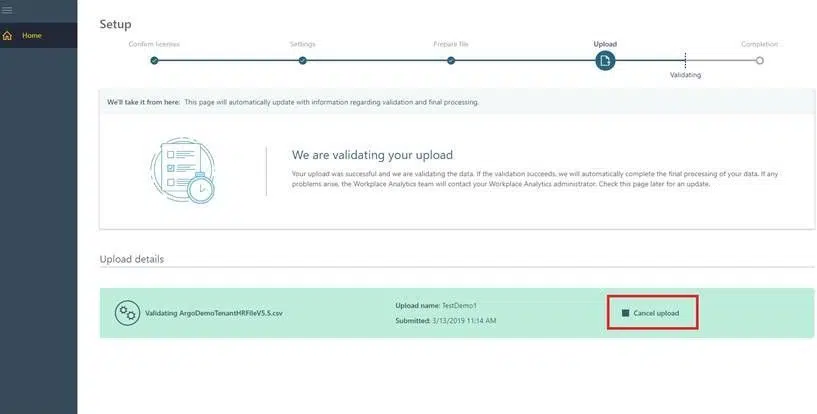 Setup
Home
Confirm licenses
Settings
Prepare file
Upload
Completion
Validating
We'll take it from here: This page will automatically update with information regarding validation and final processing.
We are validating your upload
Your upload was successful and we are validating the data. If the validation succeeds, we will automatically complete the final processing of your data. If any
problems arise, the Workplace Analytics team will contact your Workplace Analytics administrator. Check this page later for an update.
Upload details
Validating ArgoDemoTenantHRFileV5.5.csv
Upload name: TestDemo1
Submitted: 3/13/2019 11:14 AM
Cancel upload